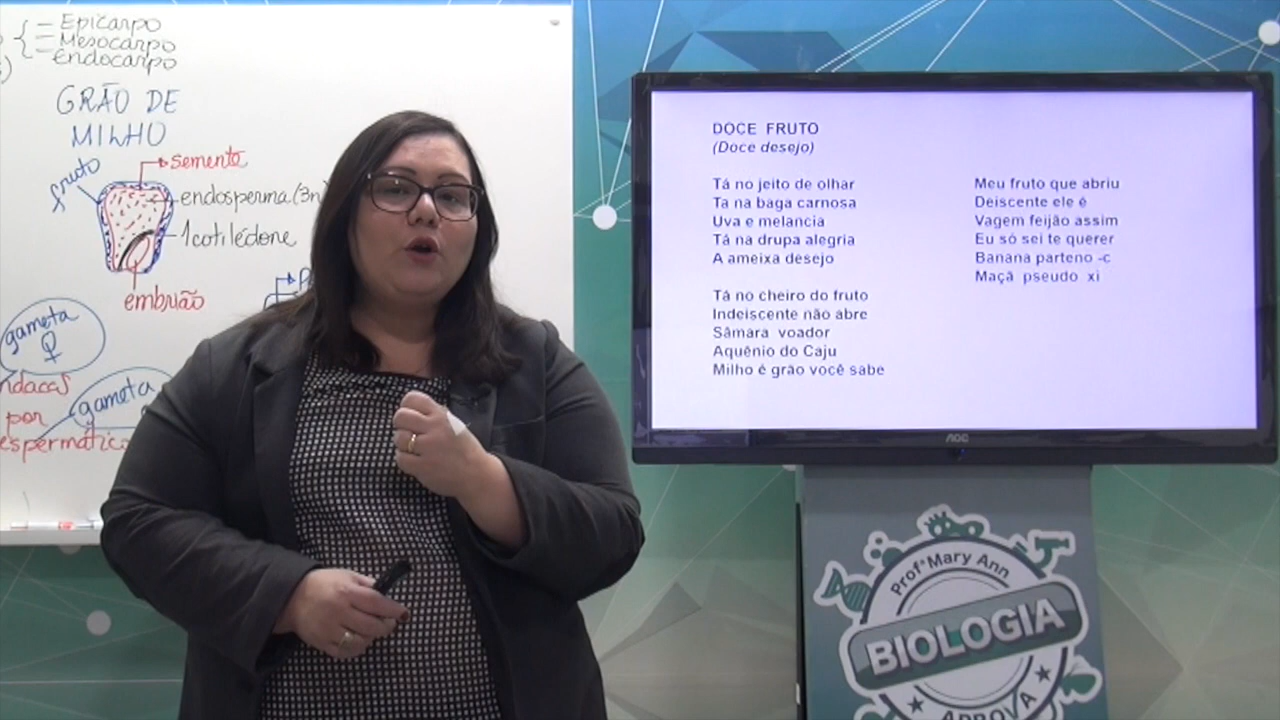 Epicarpo
Mesocarpo
Endocarpo
GRÃO DE
MILHO
fruto
semente
endosperma (3n)
1 cotilédone
embrião
gameta
♀
gameta
por
DOCE FRUTO
(Doce desejo)
Tá no jeito de olhar
Ta na baga carnosa
Uva e melancia
Tá na drupa alegria
A ameixa desejo
Tá no cheiro do fruto
Indeiscente não abre
Sâmara voador
Aquênio do Caju
Milho é grão você sabe
Meu fruto que abriu
Deiscente ele é
Vagem feijão assim
Eu só sei te querer
Banana parteno -c
Maçã pseudo xi
AOC
Profª Mary Ann
BIOLOGIA
APROVA